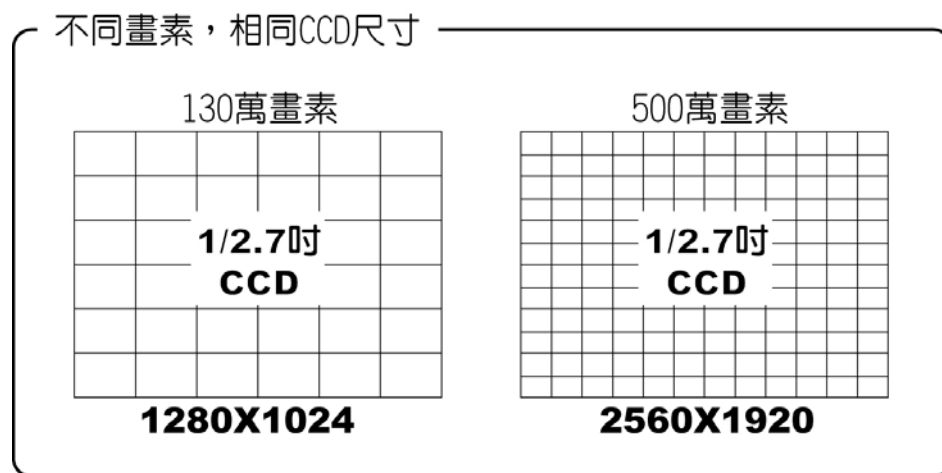 不同畫素，相同CCD尺寸
130萬畫素
1/2.7吋
CCD
1280X1024
500萬畫素
1/2.7吋
CCD
2560X1920